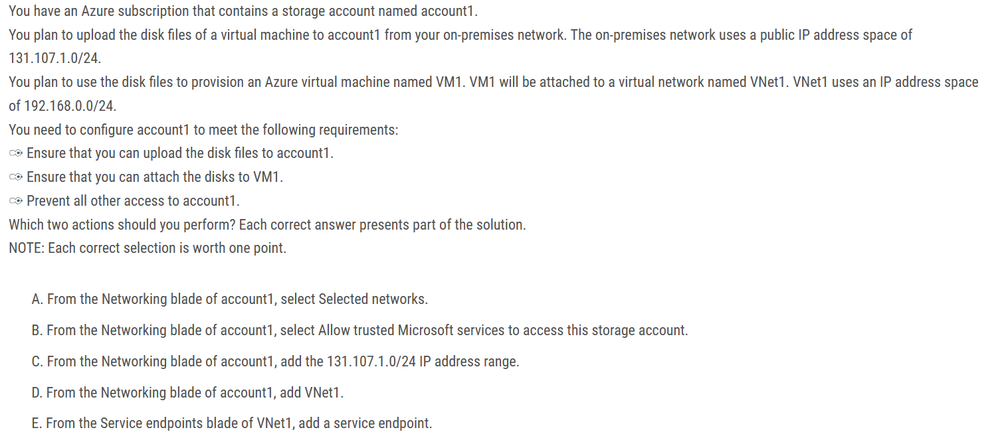 You have an Azure subscription that contains a storage account named account1.
You plan to upload the disk files of a virtual machine to account1 from your on-premises network. The on-premises network uses a public IP address space of
131.107.1.0/24.
You plan to use the disk files to provision an Azure virtual machine named VM1. VM1 will be attached to a virtual network named VNet1. VNet1 uses an IP address space
of 192.168.0.0/24.
You need to configure account1 to meet the following requirements:
Ensure that you can upload the disk files to account1.
Ensure that you can attach the disks to VM1.
Prevent all other access to account1.
Which two actions should you perform? Each correct answer presents part of the solution.
NOTE: Each correct selection is worth one point.
A. From the Networking blade of account1, select Selected networks.
B. From the Networking blade of account1, select Allow trusted Microsoft services to access this storage account.
C. From the Networking blade of account1, add the 131.107.1.0/24 IP address range.
D. From the Networking blade of account1, add VNet1.
E. From the Service endpoints blade of VNet1, add a service endpoint.